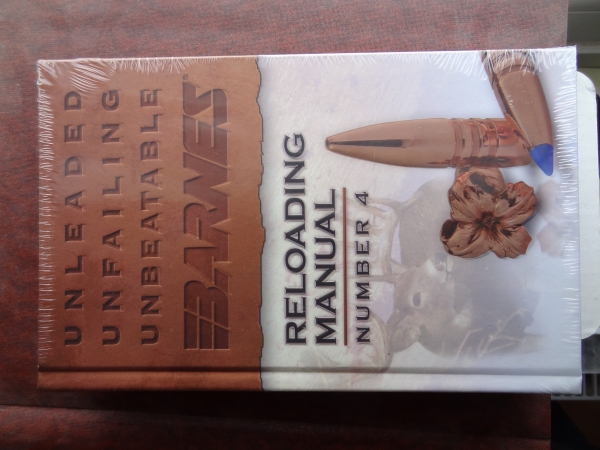 UNLEADED
UNFAILING
UNBEATABLE
BARNES®
RELOADING
MANUAL
NUMBER 4